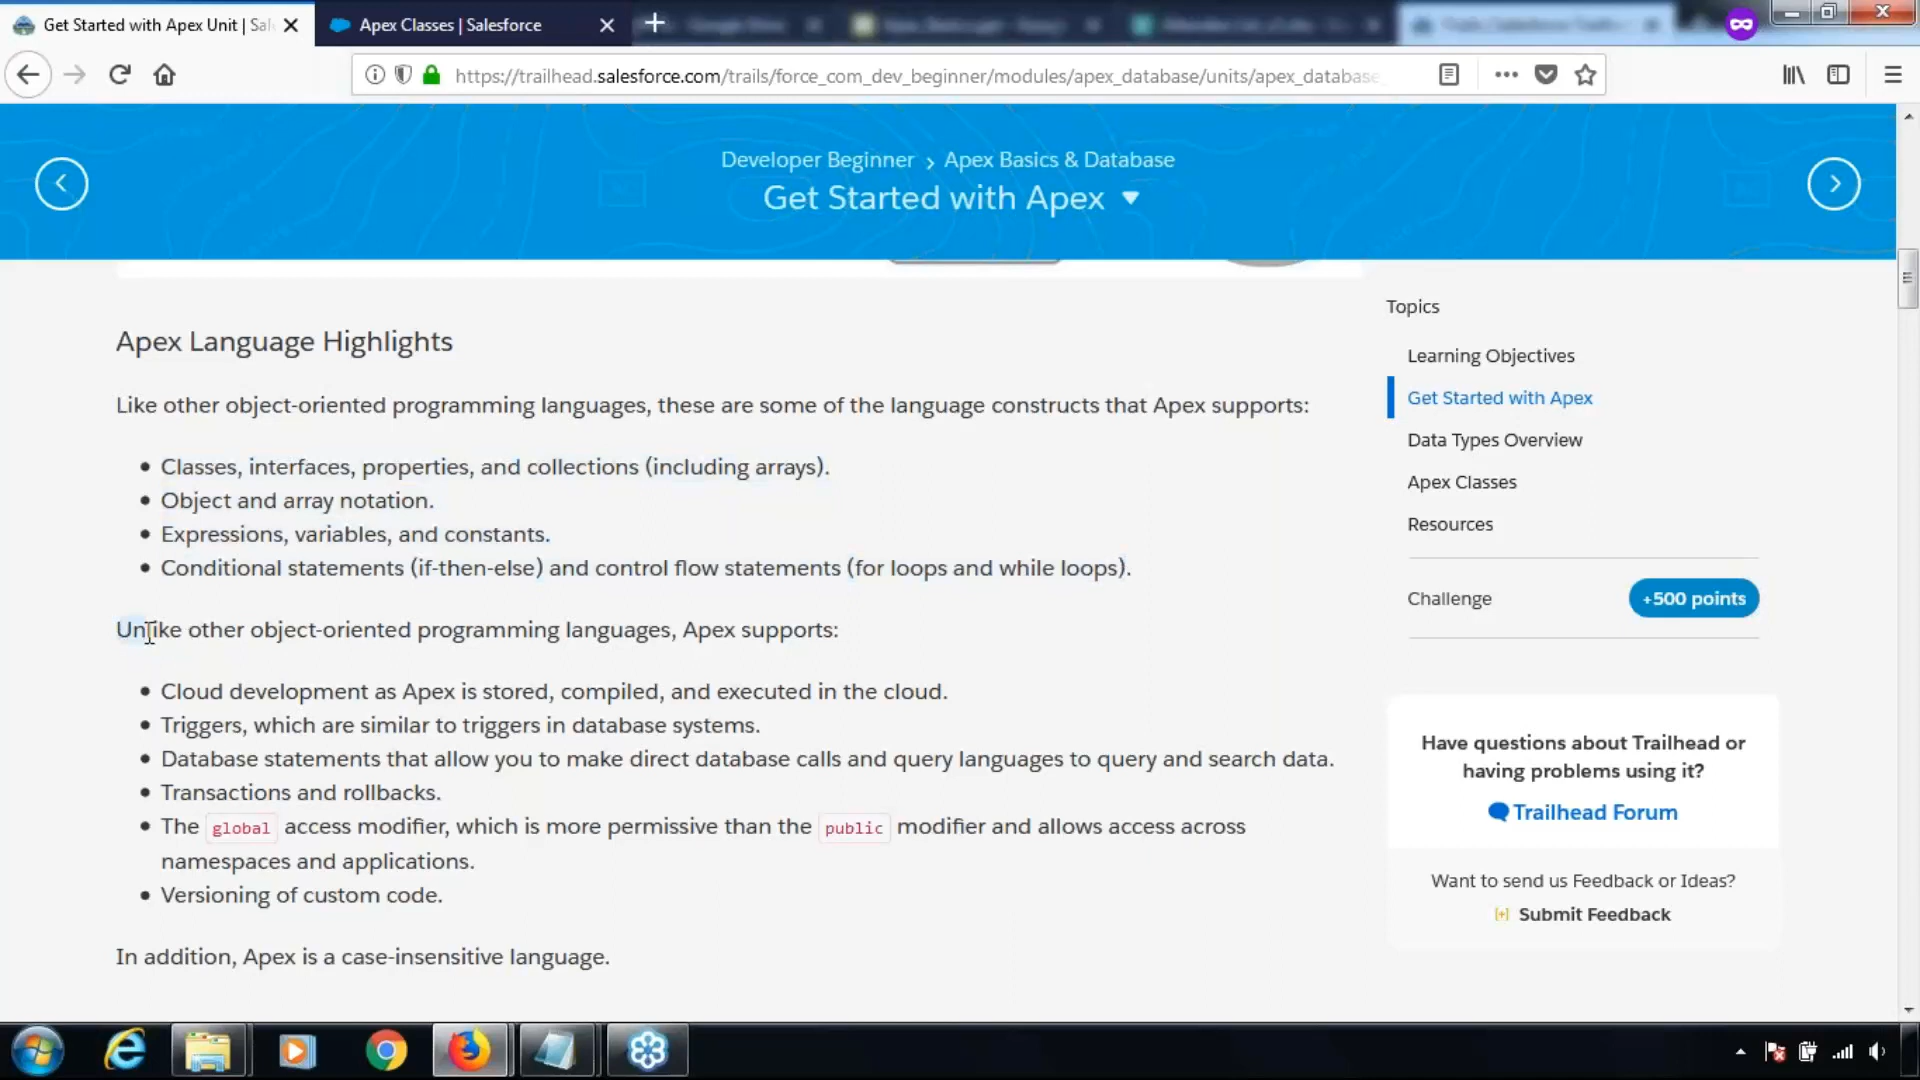 Get Started with Apex Unit | Sal
Apex Classes | Salesforce
https://trailhead.salesforce.com/trails/force_com_dev_beginner/modules/apex_database/units/apex_database
Developer Beginner › Apex Basics & Database
Get Started with Apex
Apex Language Highlights
Like other object-oriented programming languages, these are some of the language constructs that Apex supports:
• Classes, interfaces, properties, and collections (including arrays).
• Object and array notation.
• Expressions, variables, and constants.
• Conditional statements (if-then-else) and control flow statements (for loops and while loops).
Unlike other object-oriented programming languages, Apex supports:
• Cloud development as Apex is stored, compiled, and executed in the cloud.
• Triggers, which are similar to triggers in database systems.
• Database statements that allow you to make direct database calls and query languages to query and search data.
• Transactions and rollbacks.
• The global access modifier, which is more permissive than the public modifier and allows access across
namespaces and applications.
• Versioning of custom code.
In addition, Apex is a case-insensitive language.
Topics
Learning Objectives
Get Started with Apex
Data Types Overview
Apex Classes
Resources
Challenge
+500 points
Have questions about Trailhead or
having problems using it?
Trailhead Forum
Want to send us Feedback or Ideas?
[+] Submit Feedback